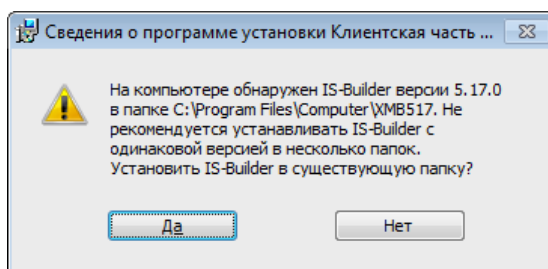 Сведения о программе установки Клиентская часть ...
На компьютере обнаружен IS-Builder версии 5.17.0
в папке C:\Program Files\Computer\XMB517. Не
рекомендуется устанавливать IS-Builder с
одинаковой версией в несколько папок.
Установить IS-Builder в существующую папку?
Да
Нет